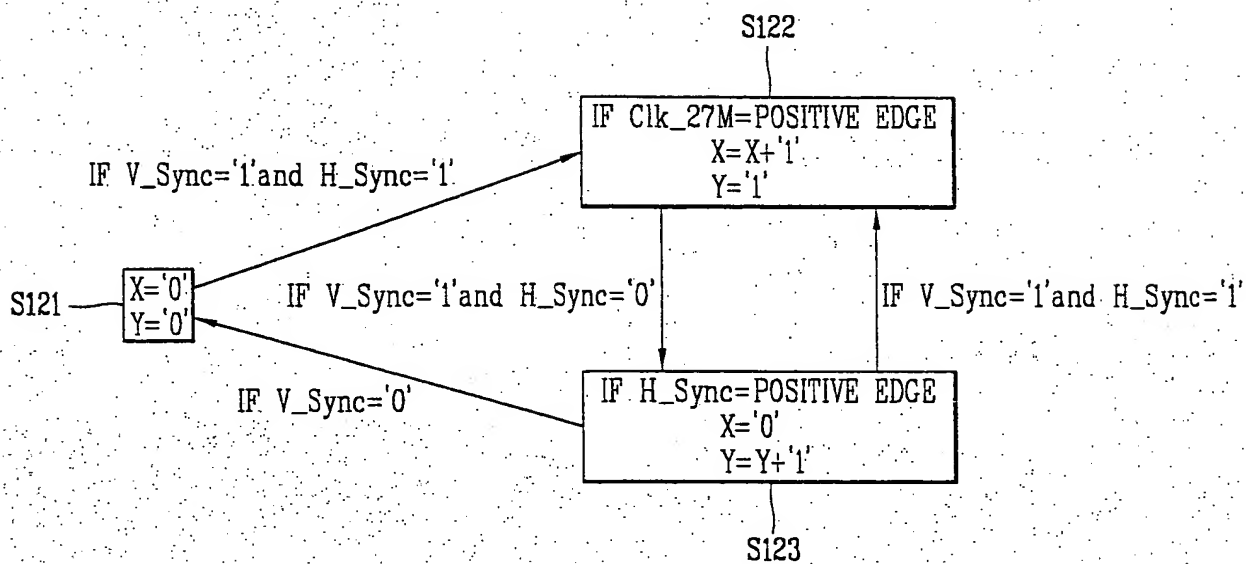 S122
IF Clk_27M=POSITIVE EDGE
X=X+'1'
Y='1'
IF V_Sync='1' and H_Sync='1'
S121
X='0'
Y='0'
IF V_Sync='1' and H_Sync='0'
IF V_Sync='1' and H_Sync='1'
IF V_Sync='0'
IF H_Sync=POSITIVE EDGE
X='0'
Y=Y+'1'
S123